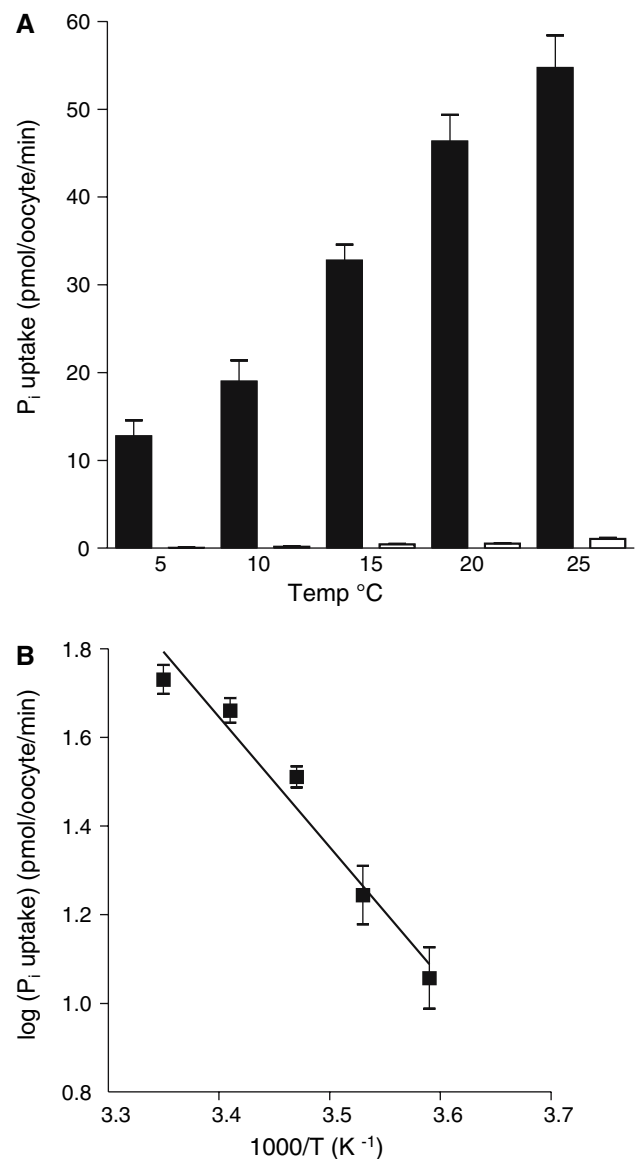 A
60
50
40
30
20
10
0
Pᵢ uptake (pmol/oocyte/min)
5 10 15 20 25
Temp °C
B
1.8
1.6
1.4
1.2
1.0
0.8
log (Pᵢ uptake) (pmol/oocyte/min)
3.3 3.4 3.5 3.6 3.7
1000/T (K ⁻¹)